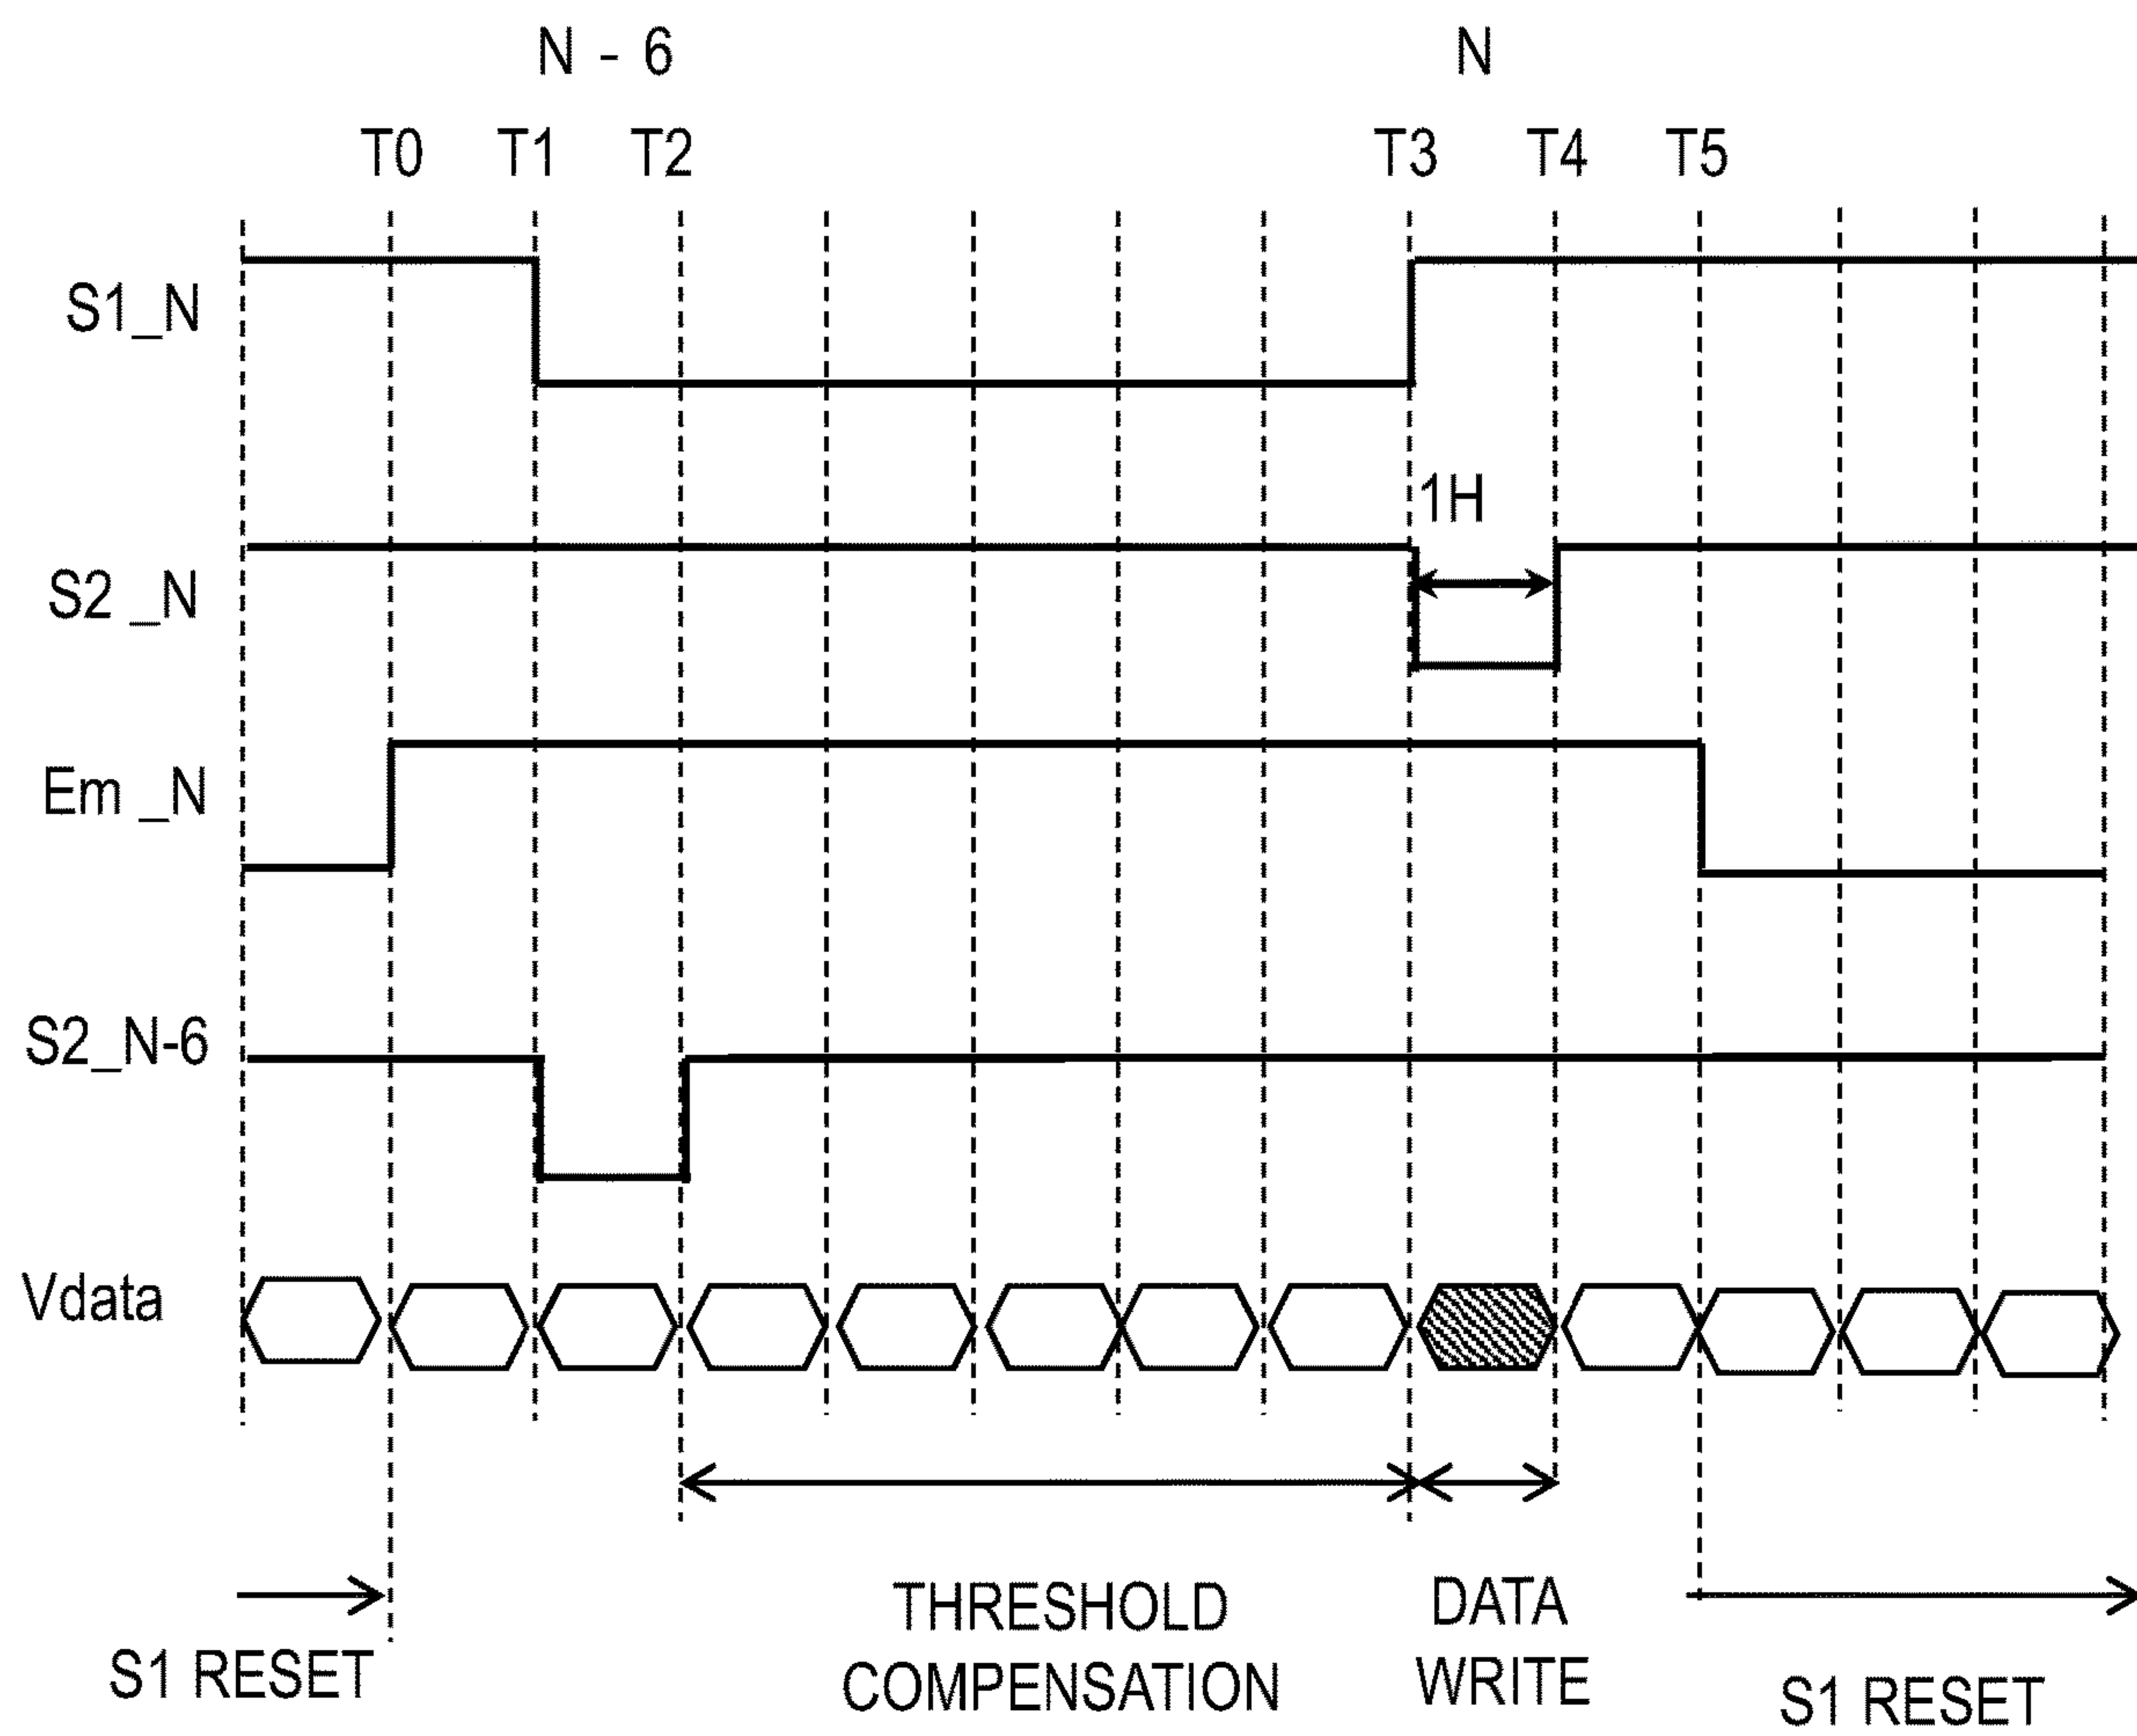 N - 6 N
T0 T1 T2 T3 T4 T5
S1_N
1H
S2 _N
Em _N
S2_N-6
Vdata
THRESHOLD
COMPENSATION
DATA
WRITE
S1 RESET
S1 RESET